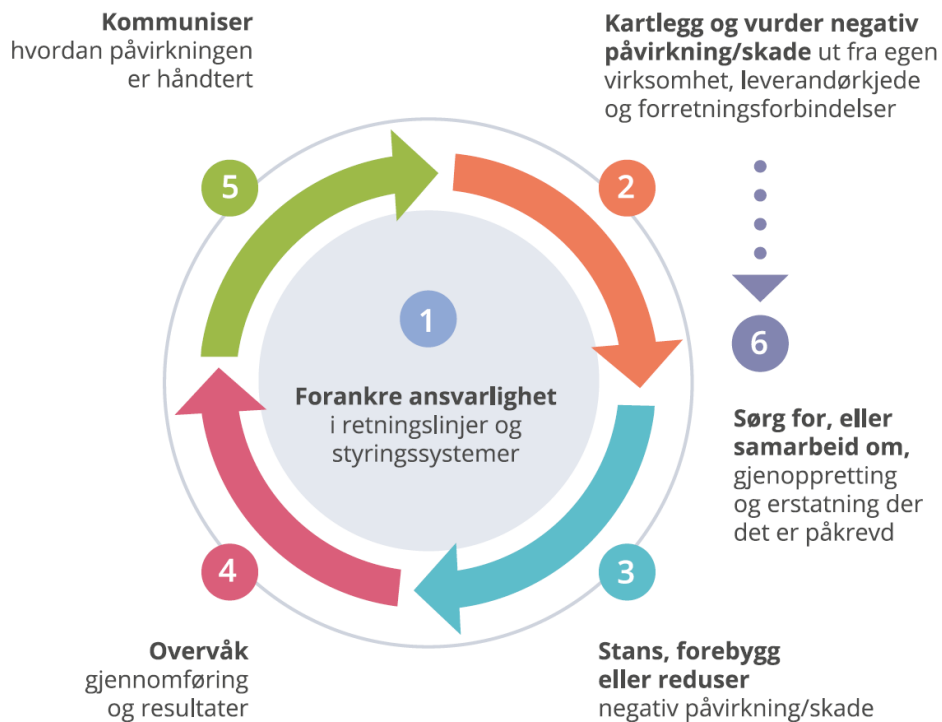 Kommuniser
hvordan påvirkningen
er håndtert
Kartlegg og vurder negativ
påvirkning/skade ut fra egen
virksomhet, leverandørkjede
og forretningsforbindelser
5
2
1
Forankre ansvarlighet
i retningslinjer og
styringssystemer
6
Sørg for, eller
samarbeid om,
gjenoppretting
og erstatning der
det er påkrevd
4
3
Overvåk
gjennomføring
og resultater
Stans, forebygg
eller reduser
negativ påvirkning/skade